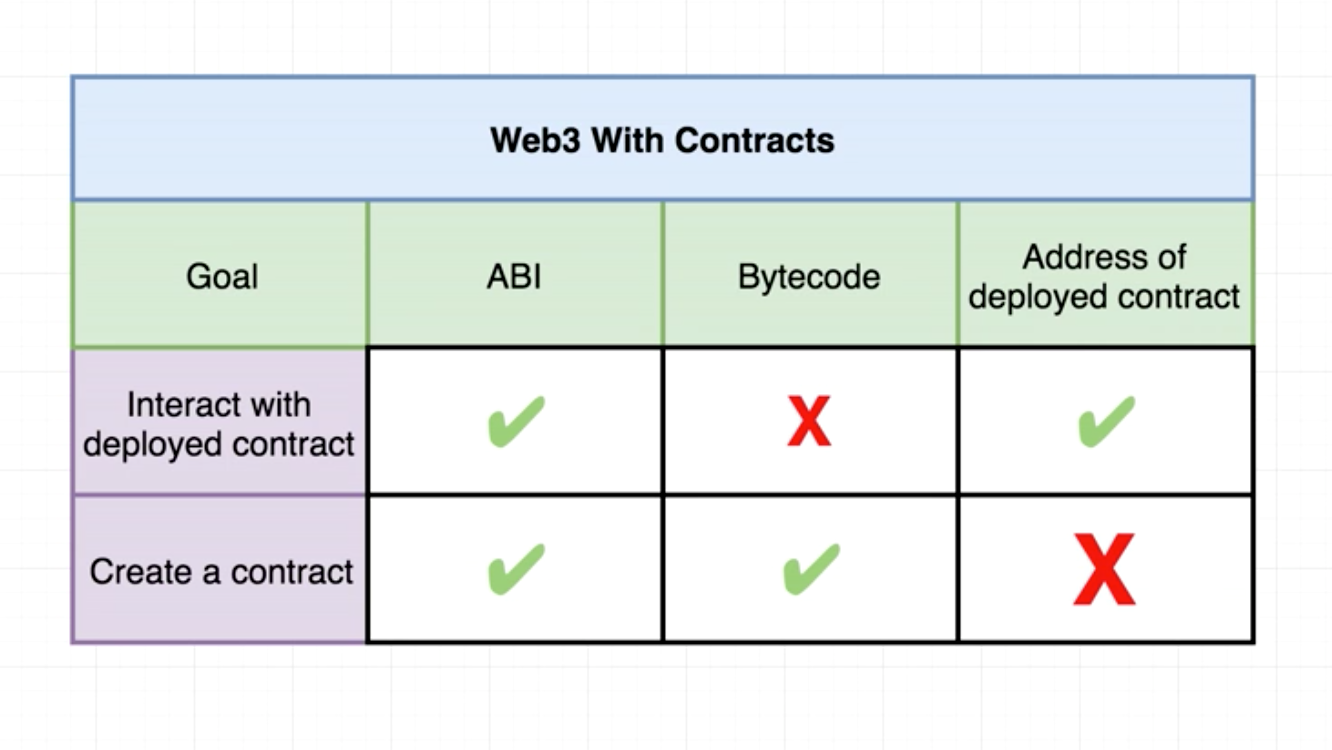 Web3 With Contracts
Goal
ABI
Bytecode
Address of
deployed contract
Interact with
deployed contract
✔
X
✔
Create a contract
✔
✔
X